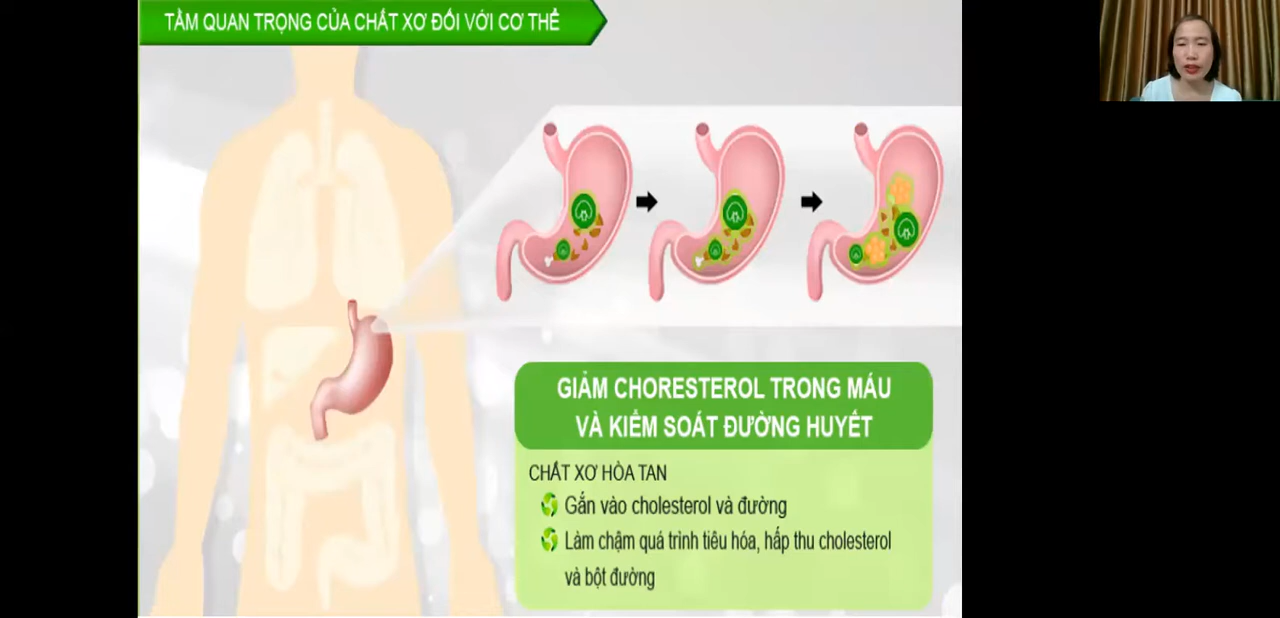 TẦM QUAN TRỌNG CỦA CHẤT XƠ ĐỐI VỚI CƠ THỂ
GIẢM CHORESTEROL TRONG MÁU
VÀ KIỂM SOÁT ĐƯỜNG HUYẾT
CHẤT XƠ HÒA TAN
Gắn vào cholesterol và đường
Làm chậm quá trình tiêu hóa, hấp thu cholesterol
và bột đường